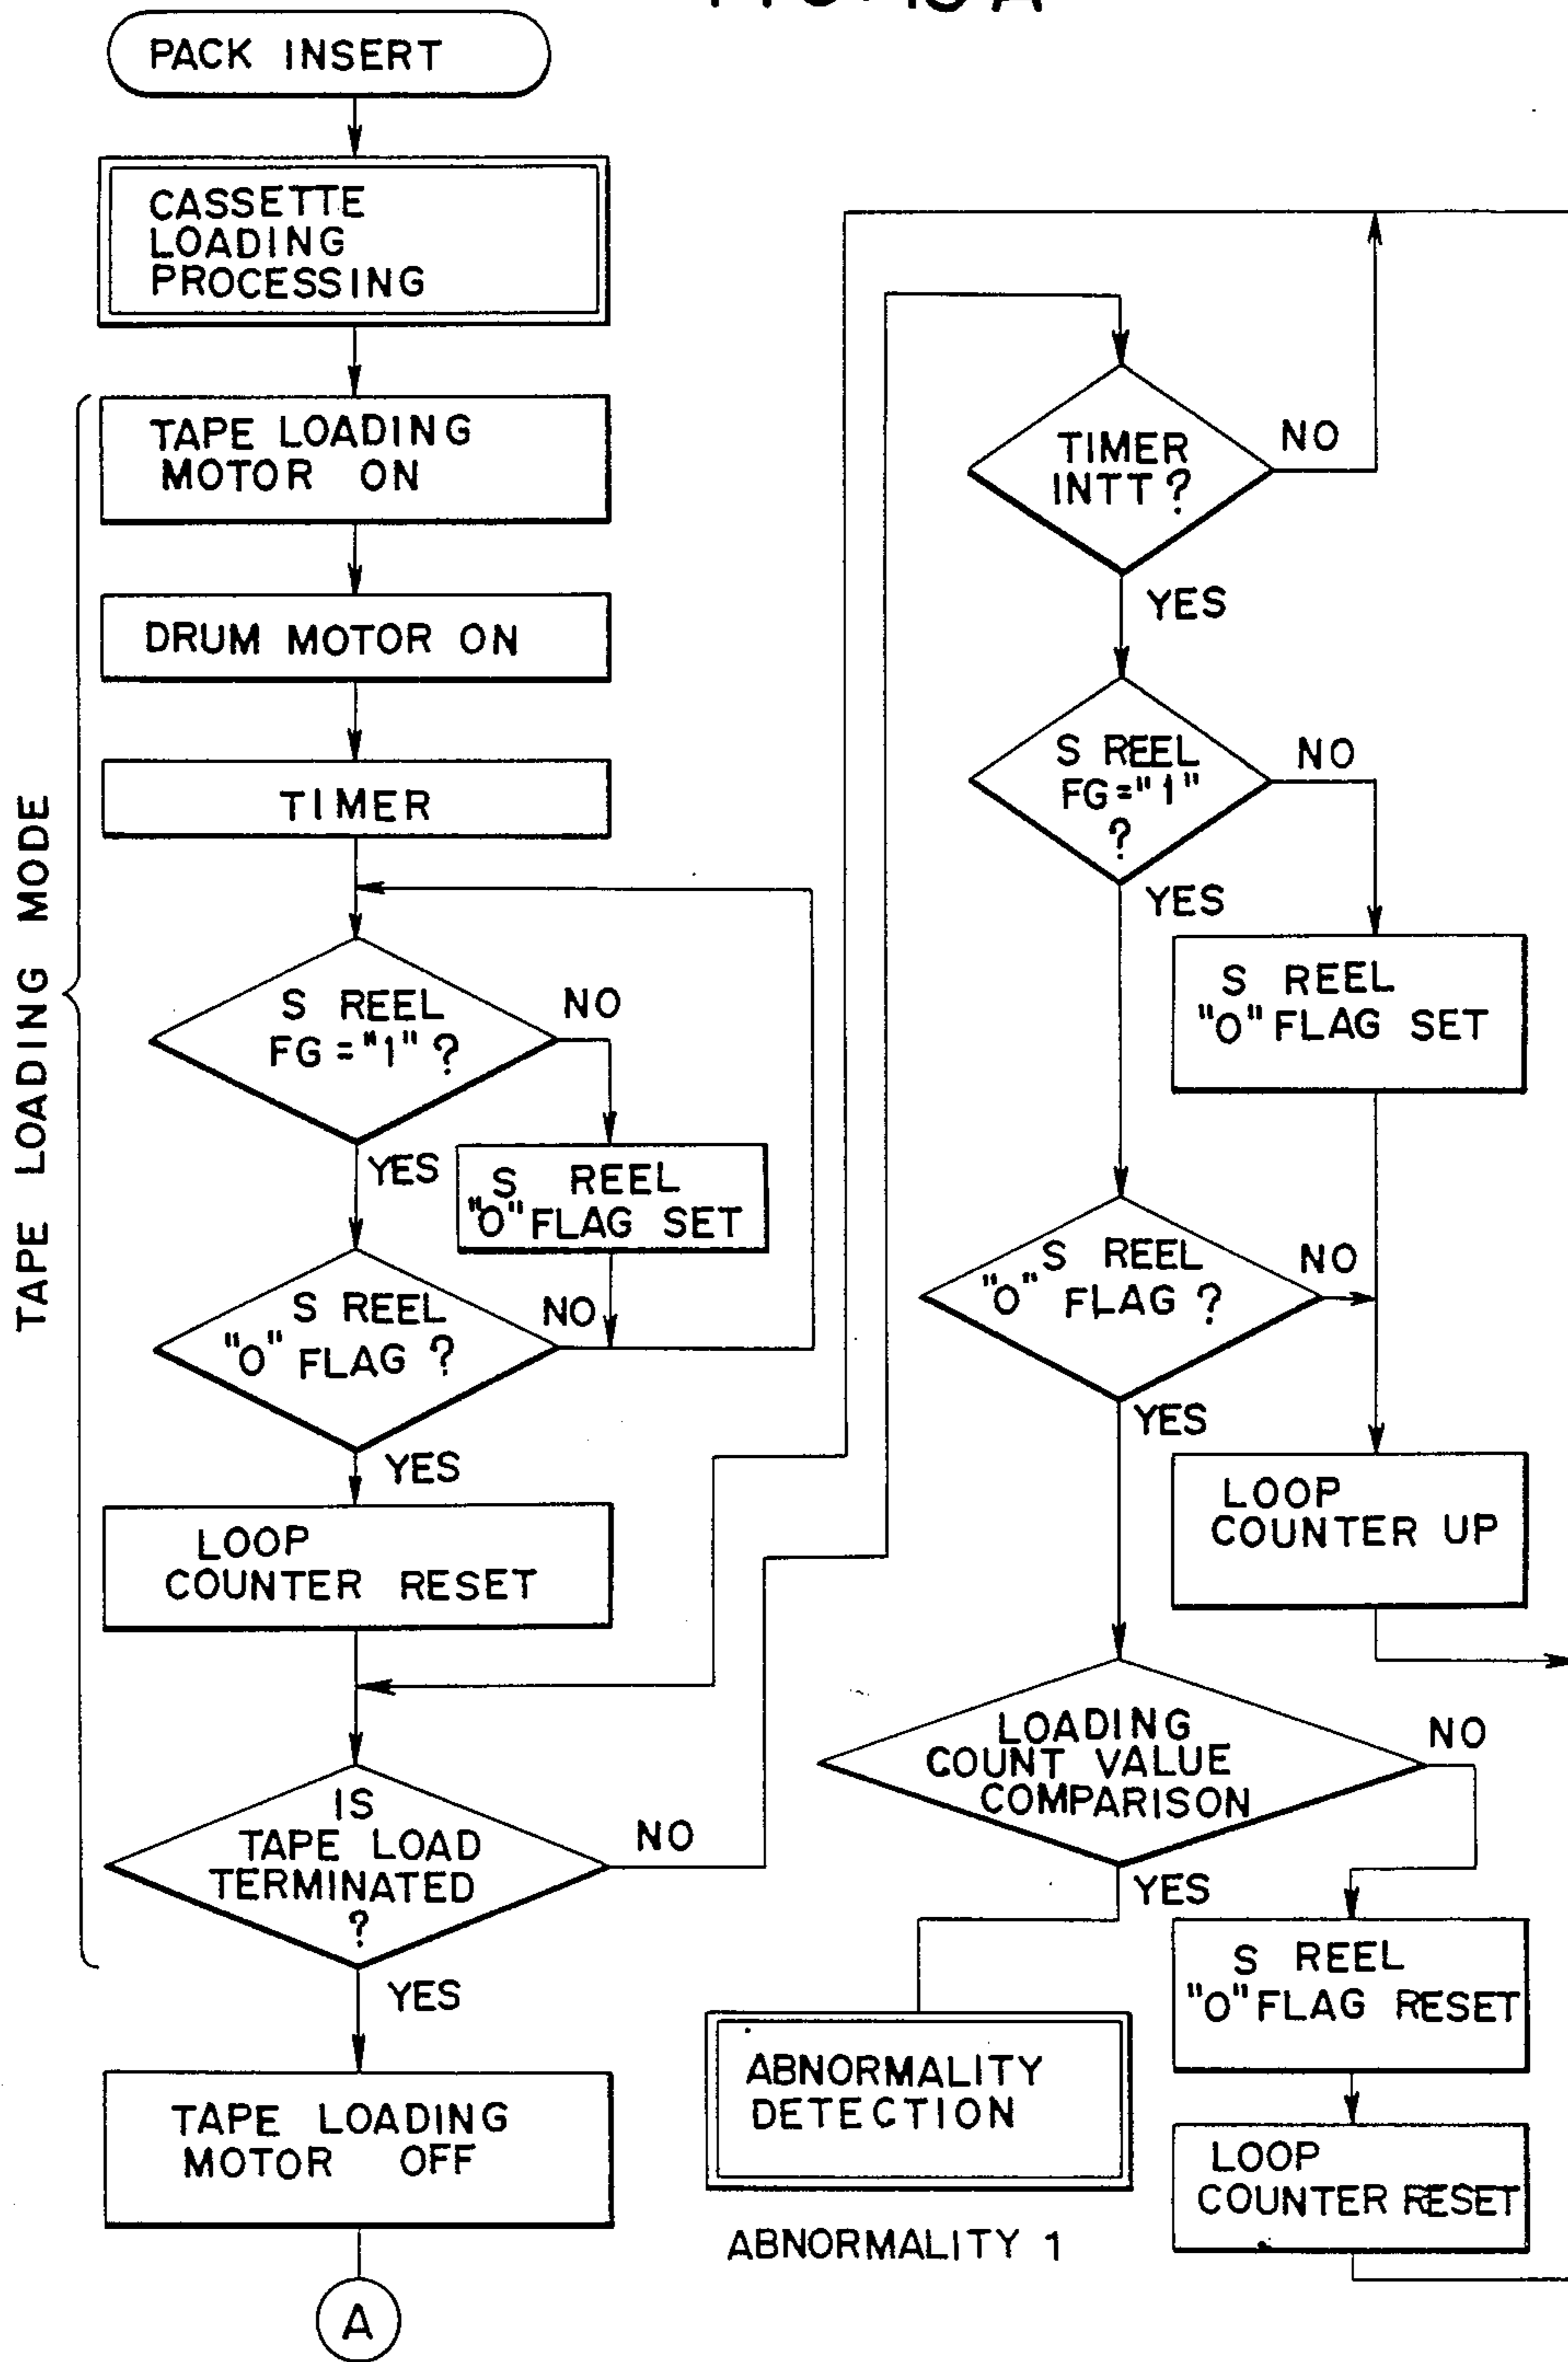 PACK INSERT
CASSETTE
LOADING
PROCESSING
TAPE LOADING MODE
TAPE LOADING
MOTOR ON
DRUM MOTOR ON
TIMER
S REEL
FG="1"?
NO
YES
S REEL
"0" FLAG SET
S REEL
"0" FLAG?
NO
YES
LOOP
COUNTER RESET
IS
TAPE LOAD
TERMINATED
?
NO
YES
TAPE LOADING
MOTOR OFF
A
TIMER
INTT?
NO
YES
S REEL
FG="1"
?
NO
YES
S REEL
"0" FLAG SET
S REEL
"0" FLAG?
NO
YES
LOOP
COUNTER UP
LOADING
COUNT VALUE
COMPARISON
NO
YES
ABNORMALITY
DETECTION
ABNORMALITY 1
S REEL
"0" FLAG RESET
LOOP
COUNTER RESET